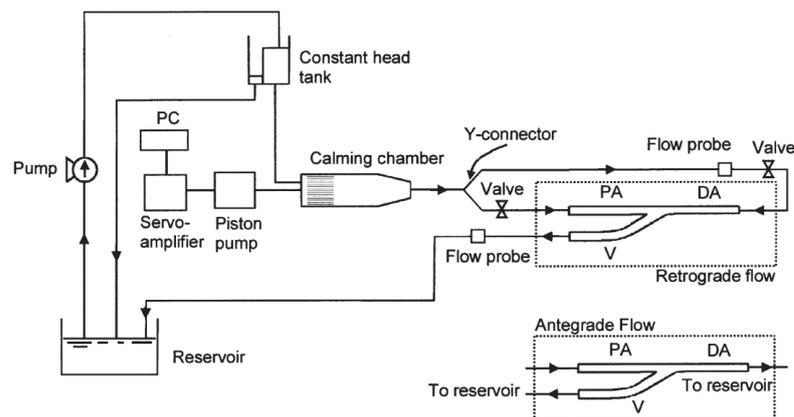 Constant head
tank
PC
Y-connector
Flow probe
Valve
Pump
Calming chamber
Valve
PA
DA
Servo-
amplifier
Piston
pump
Flow probe
V
Retrograde flow
Antegrade Flow
Reservoir
PA
DA
To reservoir
To reservoir
V